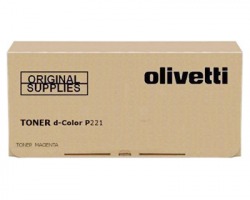 ORIGINAL
SUPPLIES
olivetti
TONER d-Color P221
TONER MAGENTA